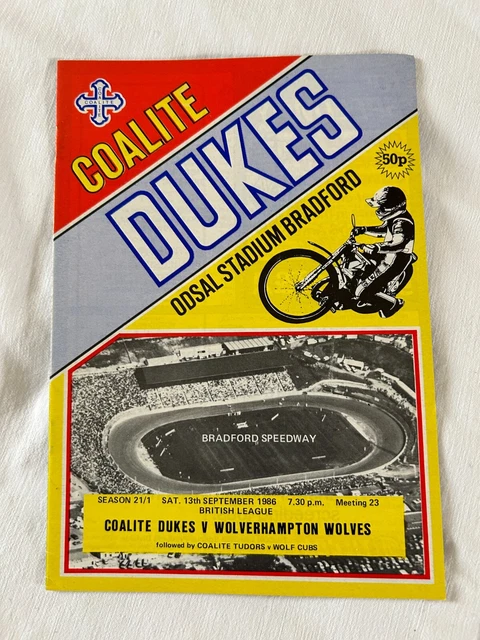 COALITE
COALITE
DUKES
50p
ODSAL STADIUM BRADFORD
BRADFORD SPEEDWAY
SEASON 21/1 SAT. 13th SEPTEMBER 1986 7.30 p.m. Meeting 23
BRITISH LEAGUE
COALITE DUKES V WOLVERHAMPTON WOLVES
followed by COALITE TUDORS v WOLF CUBS